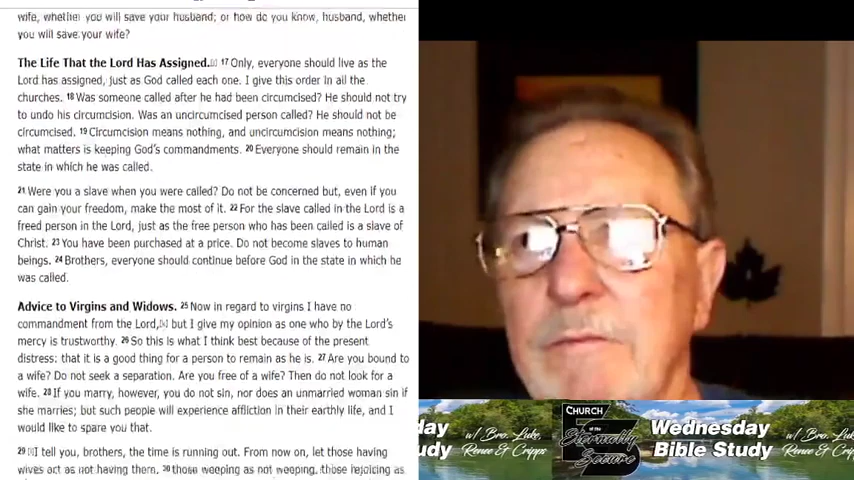 wife, whether you will save your husband; or how do you know, husband, whether
you will save your wife?
The Life That the Lord Has Assigned. 17 Only, everyone should live as the
Lord has assigned, just as God called each one. I give this order in all the
churches. 18 Was someone called after he had been circumcised? He should not try
to undo his circumcision. Was an uncircumcised person called? He should not be
circumcised. 19 Circumcision means nothing, and uncircumcision means nothing;
what matters is keeping God's commandments. 20 Everyone should remain in the
state in which he was called.
21 Were you a slave when you were called? Do not be concerned but, even if you
can gain your freedom, make the most of it. 22 For the slave called in the Lord is a
freed person in the Lord, just as the free person who has been called is a slave of
Christ. 23 You have been purchased at a price. Do not become slaves to human
beings. 24 Brothers, everyone should continue before God in the state in which he
was called.
Advice to Virgins and Widows. 25 Now in regard to virgins I have no
commandment from the Lord, but I give my opinion as one who by the Lord's
mercy is trustworthy. 26 So this is what I think best because of the present
distress: that it is a good thing for a person to remain as he is. 27 Are you bound to
a wife? Do not seek a separation. Are you free of a wife? Then do not look for a
wife. 28 If you marry, however, you do not sin, nor does an unmarried woman sin if
she marries; but such people will experience affliction in their earthly life, and I
would like to spare you that.
29 I tell you, brothers, the time is running out. From now on, let those having
wives act as not having them, 30 those weeping as not weeping, those rejoicing as
day
udy
w/ Bro. Luke,
Renee & Cripps
Church
of the
Eternally
Secure
Wednesday
Bible Study
w/ Bro. Luke,
Renee & Cripps